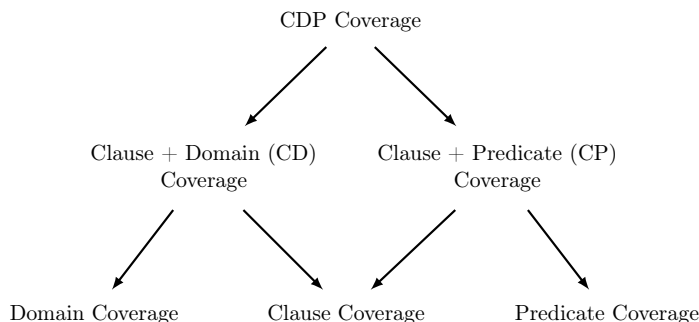 CDP Coverage
Clause + Domain (CD)
Coverage
Clause + Predicate (CP)
Coverage
Domain Coverage
Clause Coverage
Predicate Coverage